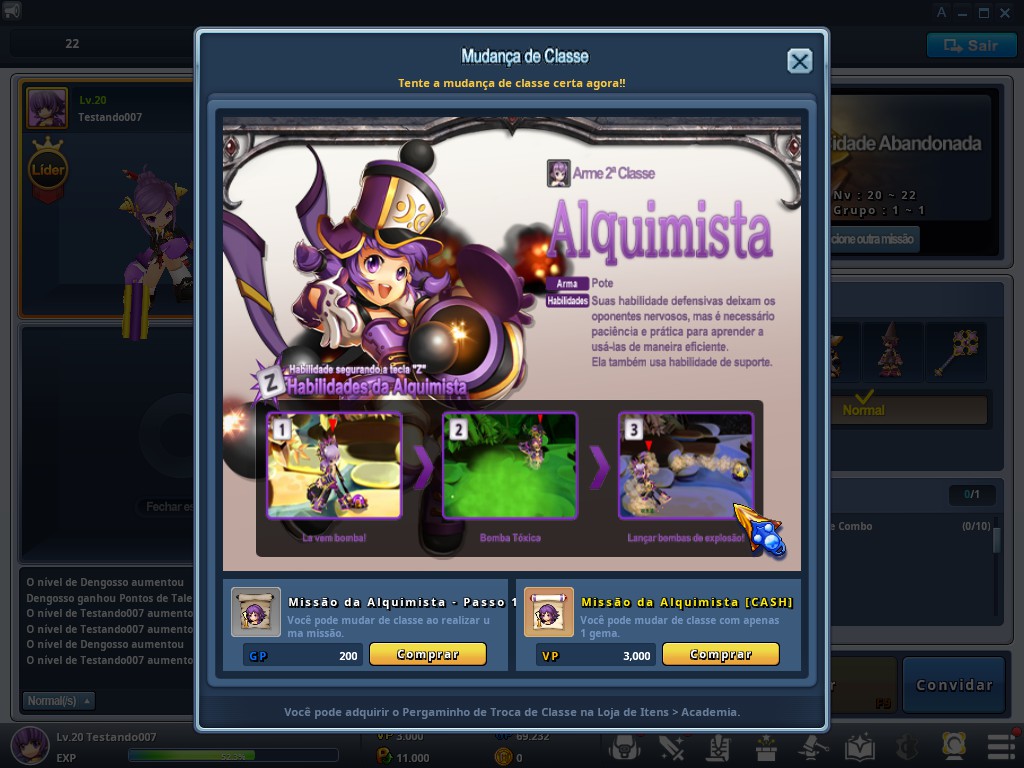 22
Sair
Mudança de Classe
Tente a mudança de classe certa agora!!
Lv.20
Testando007
Líder
Arme 2ª Classe
Alquimista
Arma Pote
Habilidades Suas habilidade defensivas deixam os
oponentes nervosos, mas é necessário
paciência e prática para aprender a
usá-las de maneira eficiente.
Ela também usa habilidade de suporte.
idade Abandonada
Nv : 20 ~ 22
Grupo : 1 ~ 1
cione outra missão
Habilidade segurando a tecla "Z"
Z Habilidades da Alquimista
1 2 3
La vem bomba! Bomba Tóxica Lançar bombas de explosão!
Normal
0/1
e Combo (0/10)
Fechar es
O nível de Dengosso aumentou
Dengosso ganhou Pontos de Tale
O nível de Testando007 aumento
O nível de Testando007 aumento
O nível de Dengosso aumentou
O nível de Testando007 aumento
Normal(/s)
Missão da Alquimista - Passo 1
Você pode mudar de classe ao realizar u
ma missão.
GP 200 Comprar
Missão da Alquimista [CASH]
Você pode mudar de classe com apenas
1 gema.
VP 3,000 Comprar
r F5
Convidar
Você pode adquirir o Pergaminho de Troca de Classe na Loja de Itens > Academia.
Lv.20 Testando007
EXP
VP 3.000
69.232
11.000
0